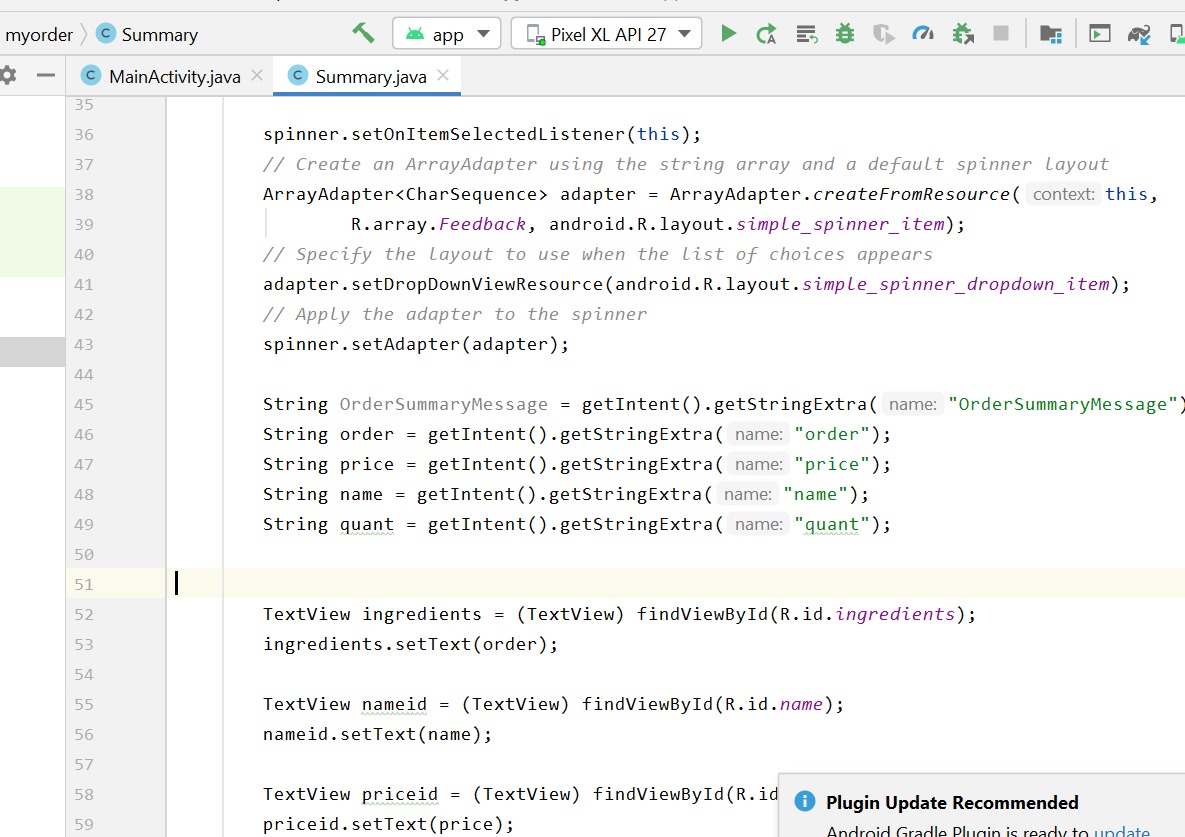 myorder Summary app Pixel XL API 27
MainActivity.java Summary.java
35
36 spinner.setOnItemSelectedListener(this);
37 // Create an ArrayAdapter using the string array and a default spinner layout
38 ArrayAdapter<CharSequence> adapter = ArrayAdapter.createFromResource( context: this,
39 R.array.Feedback, android.R.layout.simple_spinner_item);
40 // Specify the layout to use when the list of choices appears
41 adapter.setDropDownViewResource(android.R.layout.simple_spinner_dropdown_item);
42 // Apply the adapter to the spinner
43 spinner.setAdapter(adapter);
44
45 String OrderSummaryMessage = getIntent().getStringExtra( name: "OrderSummaryMessage")
46 String order = getIntent().getStringExtra( name: "order");
47 String price = getIntent().getStringExtra( name: "price");
48 String name = getIntent().getStringExtra( name: "name");
49 String quant = getIntent().getStringExtra( name: "quant");
50
51
52 TextView ingredients = (TextView) findViewById(R.id.ingredients);
53 ingredients.setText(order);
54
55 TextView nameid = (TextView) findViewById(R.id.name);
56 nameid.setText(name);
57
58 TextView priceid = (TextView) findViewById(R.id
59 priceid.setText(price);
Plugin Update Recommended
Android Gradle Plugin is ready to update